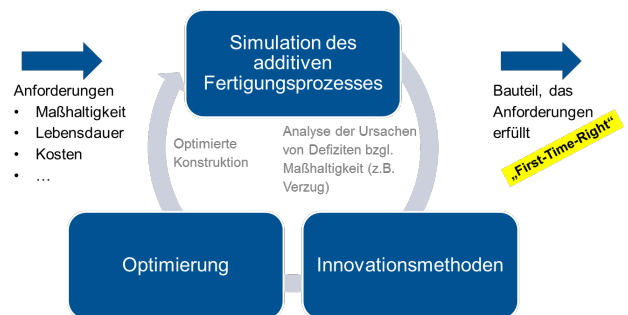 Simulation des
additiven
Fertigungsprozesses
Anforderungen
• Maßhaltigkeit
• Lebensdauer
• Kosten
• …
Optimierte
Konstruktion
Analyse der Ursachen
von Defiziten bzgl.
Maßhaltigkeit (z.B.
Verzug)
Bauteil, das
Anforderungen
erfüllt
„First-Time-Right“
Optimierung
Innovationsmethoden